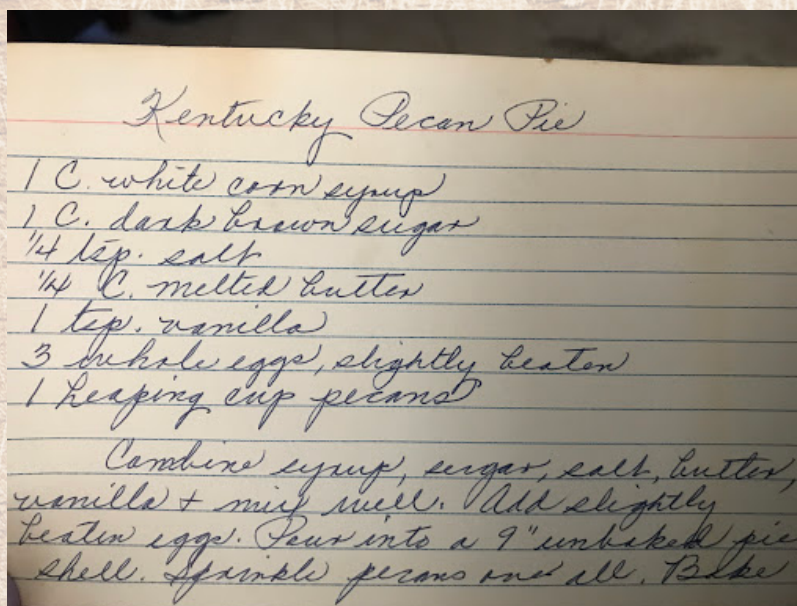 Kentucky Pecan Pie
1 C. white corn syrup
1 C. dark brown sugar
1/4 tsp. salt
1/4 C. melted butter
1 tsp. vanilla
3 whole eggs, slightly beaten
1 heaping cup pecans
Combine syrup, sugar, salt, butter,
vanilla + mix well. Add slightly
beaten eggs. Pour into a 9" unbaked pie
shell. Sprinkle pecans over all. Bake